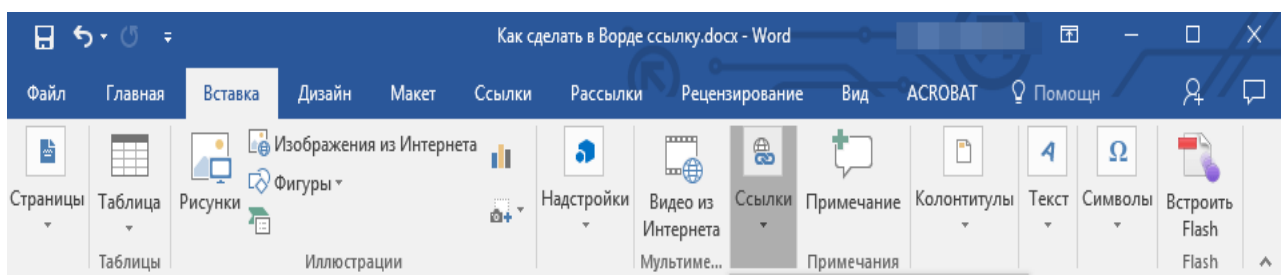 Как сделать в Ворде ссылку.docx - Word
Файл Главная Вставка Дизайн Макет Ссылки Рассылки Рецензирование Вид ACROBAT Помощн
Изображения из Интернета
Фигуры
Страницы Таблица Рисунки Надстройки Видео из Интернета Ссылки Примечание Колонтитулы Текст Символы Встроить Flash
Таблицы Иллюстрации Мультиме... Примечания Flash